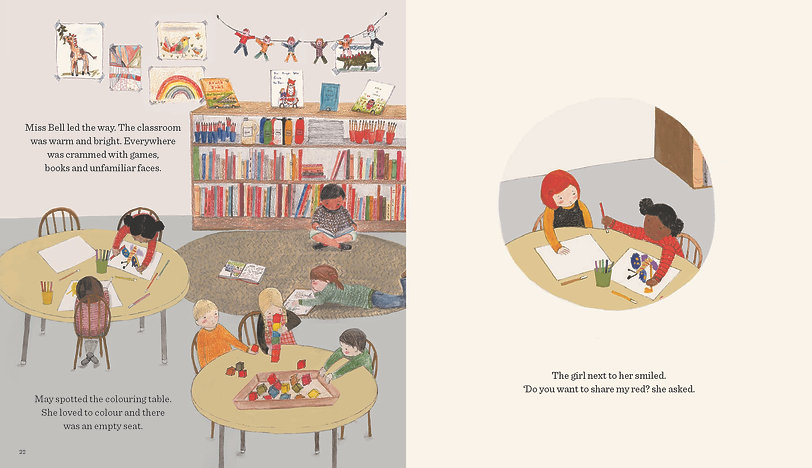 Miss Bell led the way. The classroom
was warm and bright. Everywhere
was crammed with games,
books and unfamiliar faces.
May spotted the colouring table.
She loved to colour and there
was an empty seat.
22
The girl next to her smiled.
‘Do you want to share my red? she asked.